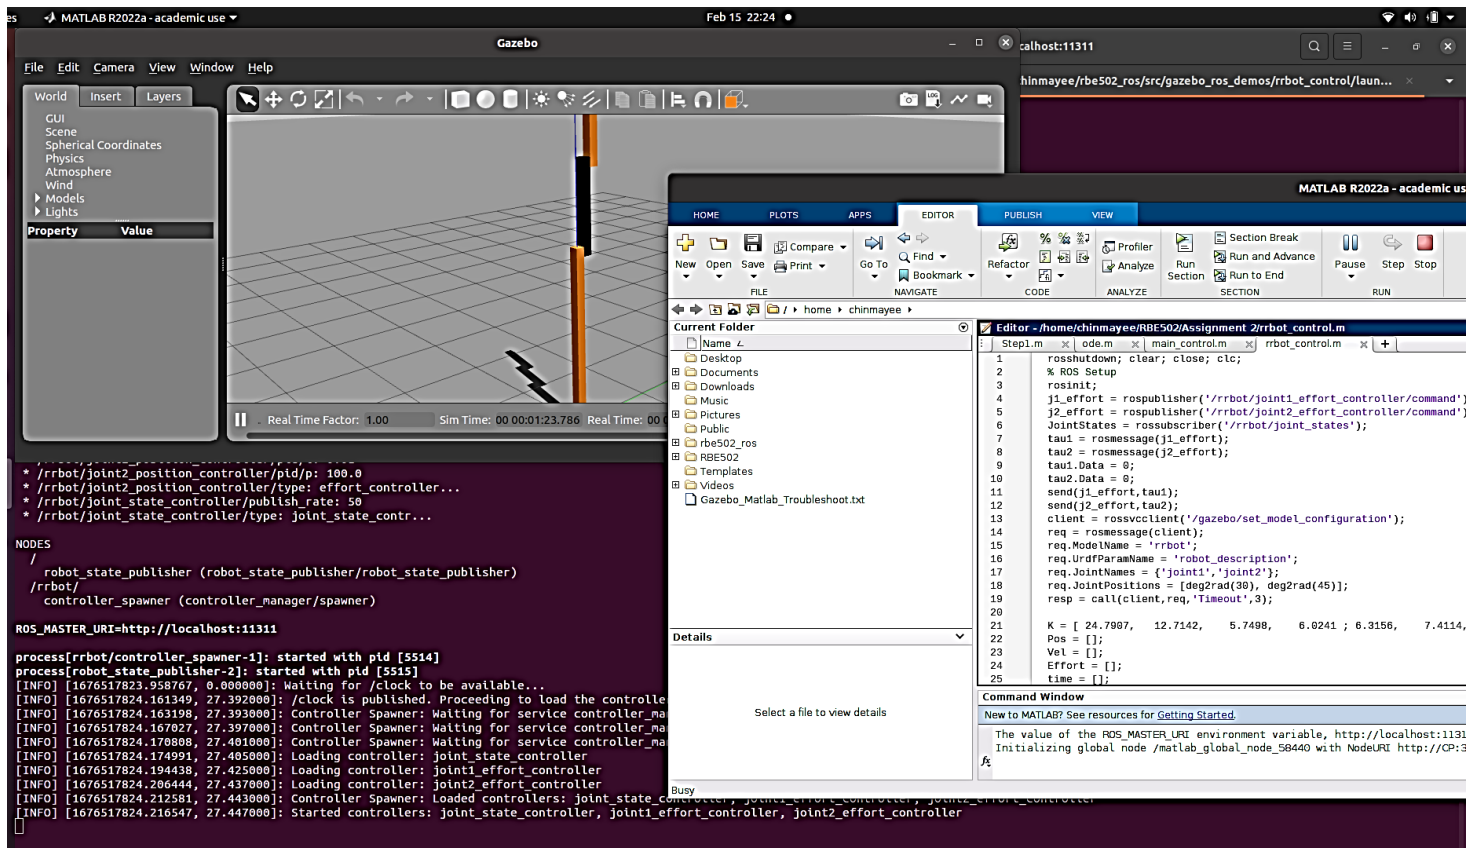 es MATLAB R2022a - academic use Feb 15 22:24
Gazebo
File Edit Camera View Window Help
World Insert Layers
GUI
Scene
Spherical Coordinates
Physics
Atmosphere
Wind
Models
Lights
Property Value
LOG
Real Time Factor: 1.00 Sim Time: 00 00:01:23.786 Real Time: 00 0
calhost:11311
hinmayee/rbe502_ros/src/gazebo_ros_demos/rrbot_control/laun...
* /rrbot/joint2_position_controller/pid/p: 100.0
* /rrbot/joint2_position_controller/type: effort_controller...
* /rrbot/joint_state_controller/publish_rate: 50
* /rrbot/joint_state_controller/type: joint_state_contr...
NODES
/
robot_state_publisher (robot_state_publisher/robot_state_publisher)
/rrbot/
controller_spawner (controller_manager/spawner)
ROS_MASTER_URI=http://localhost:11311
process[rrbot/controller_spawner-1]: started with pid [5514]
process[robot_state_publisher-2]: started with pid [5515]
[INFO] [1676517823.958767, 0.000000]: Waiting for /clock to be available...
[INFO] [1676517824.161349, 27.392000]: /clock is published. Proceeding to load the controlle
[INFO] [1676517824.163198, 27.393000]: Controller Spawner: Waiting for service controller_ma
[INFO] [1676517824.167027, 27.397000]: Controller Spawner: Waiting for service controller_ma
[INFO] [1676517824.170808, 27.401000]: Controller Spawner: Waiting for service controller_ma
[INFO] [1676517824.174991, 27.405000]: Loading controller: joint_state_controller
[INFO] [1676517824.194438, 27.425000]: Loading controller: joint1_effort_controller
[INFO] [1676517824.206444, 27.437000]: Loading controller: joint2_effort_controller
[INFO] [1676517824.212581, 27.443000]: Controller Spawner: Loaded controllers: joint_state_controller, joint1_effort_controller, joint2_effort_controller
[INFO] [1676517824.216547, 27.447000]: Started controllers: joint_state_controller, joint1_effort_controller, joint2_effort_controller
MATLAB R2022a - academic us
HOME PLOTS APPS EDITOR PUBLISH VIEW
New Open Save Compare Print Go To Find Bookmark Refactor Profiler Analyze Run Section Section Break Run and Advance Run to End Pause Step Stop
FILE NAVIGATE CODE ANALYZE SECTION RUN
/ home chinmayee
Current Folder
Name
Desktop
Documents
Downloads
Music
Pictures
Public
rbe502_ros
RBE502
Templates
Videos
Gazebo_Matlab_Troubleshoot.txt
Details
Select a file to view details
Busy
Editor - /home/chinmayee/RBE502/Assignment 2/rrbot_control.m
Step1.m ode.m main_control.m rrbot_control.m
1 rosshutdown; clear; close; clc;
2 % ROS Setup
3 rosinit;
4 j1_effort = rospublisher('/rrbot/joint1_effort_controller/command')
5 j2_effort = rospublisher('/rrbot/joint2_effort_controller/command')
6 JointStates = rossubscriber('/rrbot/joint_states');
7 tau1 = rosmessage(j1_effort);
8 tau2 = rosmessage(j2_effort);
9 tau1.Data = 0;
10 tau2.Data = 0;
11 send(j1_effort,tau1);
12 send(j2_effort,tau2);
13 client = rossvcclient('/gazebo/set_model_configuration');
14 req = rosmessage(client);
15 req.ModelName = 'rrbot';
16 req.UrdfParamName = 'robot_description';
17 req.JointNames = {'joint1','joint2'};
18 req.JointPositions = [deg2rad(30), deg2rad(45)];
19 resp = call(client,req,'Timeout',3);
20
21 K = [ 24.7907, 12.7142, 5.7498, 6.0241 ; 6.3156, 7.4114,
22 Pos = [];
23 Vel = [];
24 Effort = [];
25 time = [];
Command Window
New to MATLAB? See resources for Getting Started.
The value of the ROS_MASTER_URI environment variable, http://localhost:1131
Initializing global node /matlab_global_node_58440 with NodeURI http://CP:3
fx